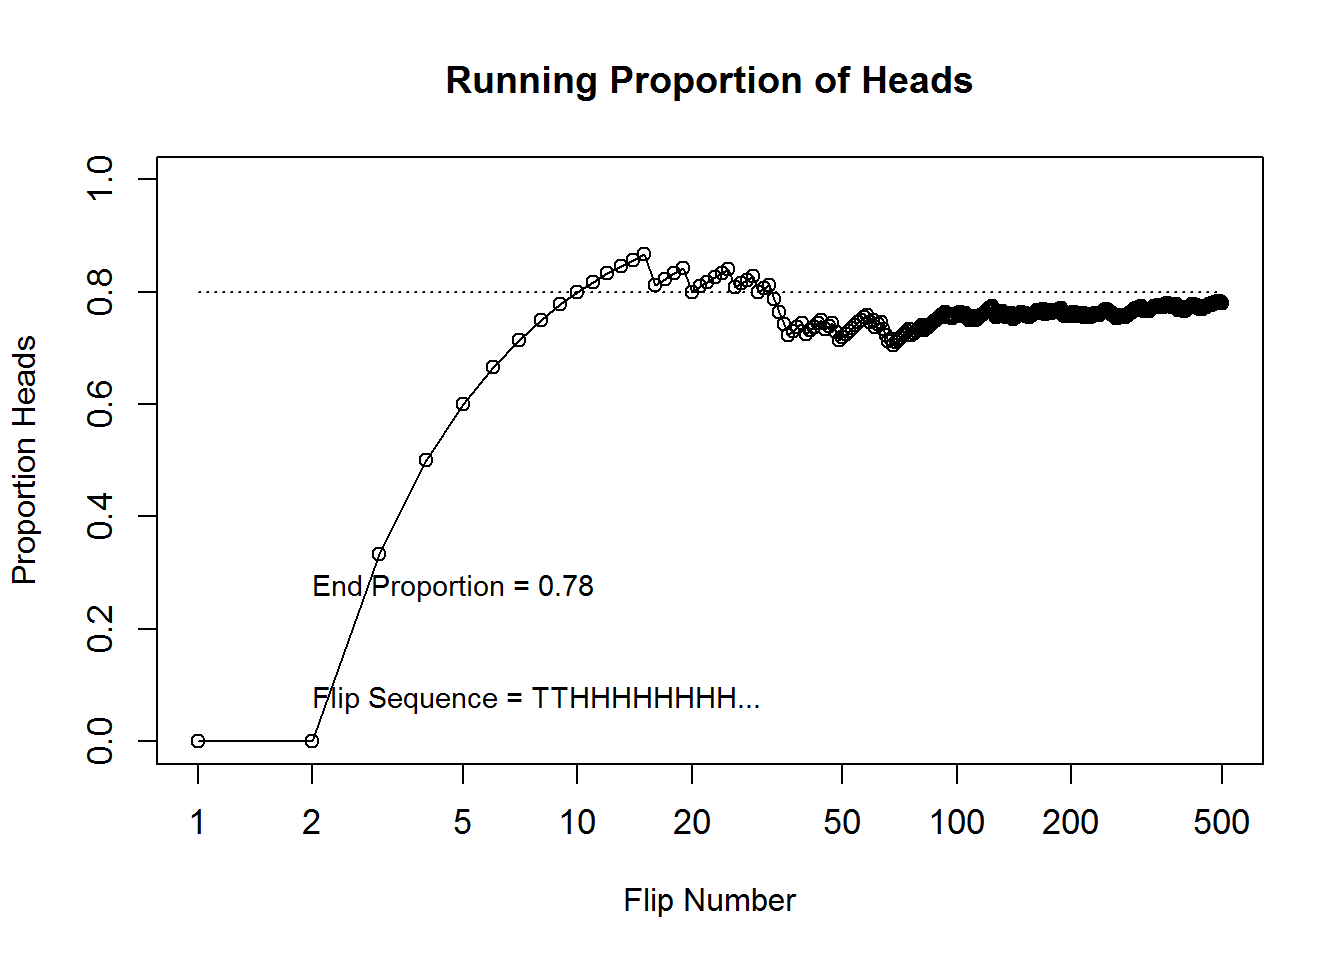 Running Proportion of Heads
Proportion Heads
1.0
0.8
0.6
0.4
0.2
0.0
End Proportion = 0.78
Flip Sequence = TTHHHHHHHH...
1 2 5 10 20 50 100 200 500
Flip Number